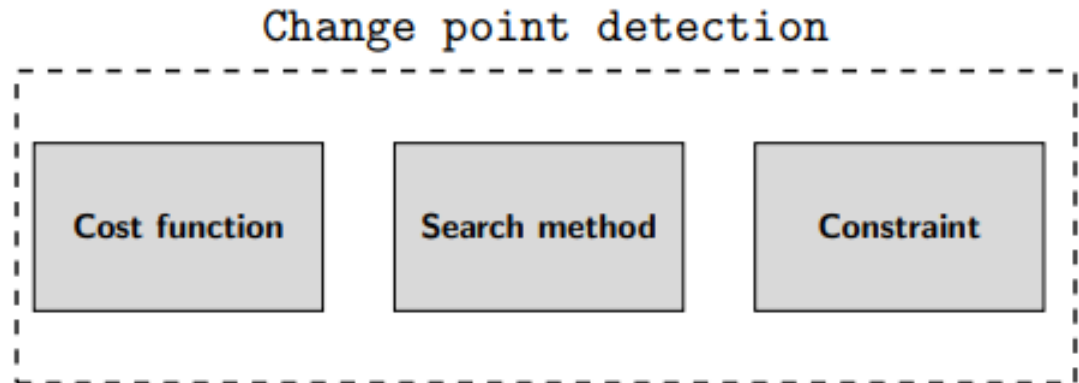 Change point detection
Cost function
Search method
Constraint